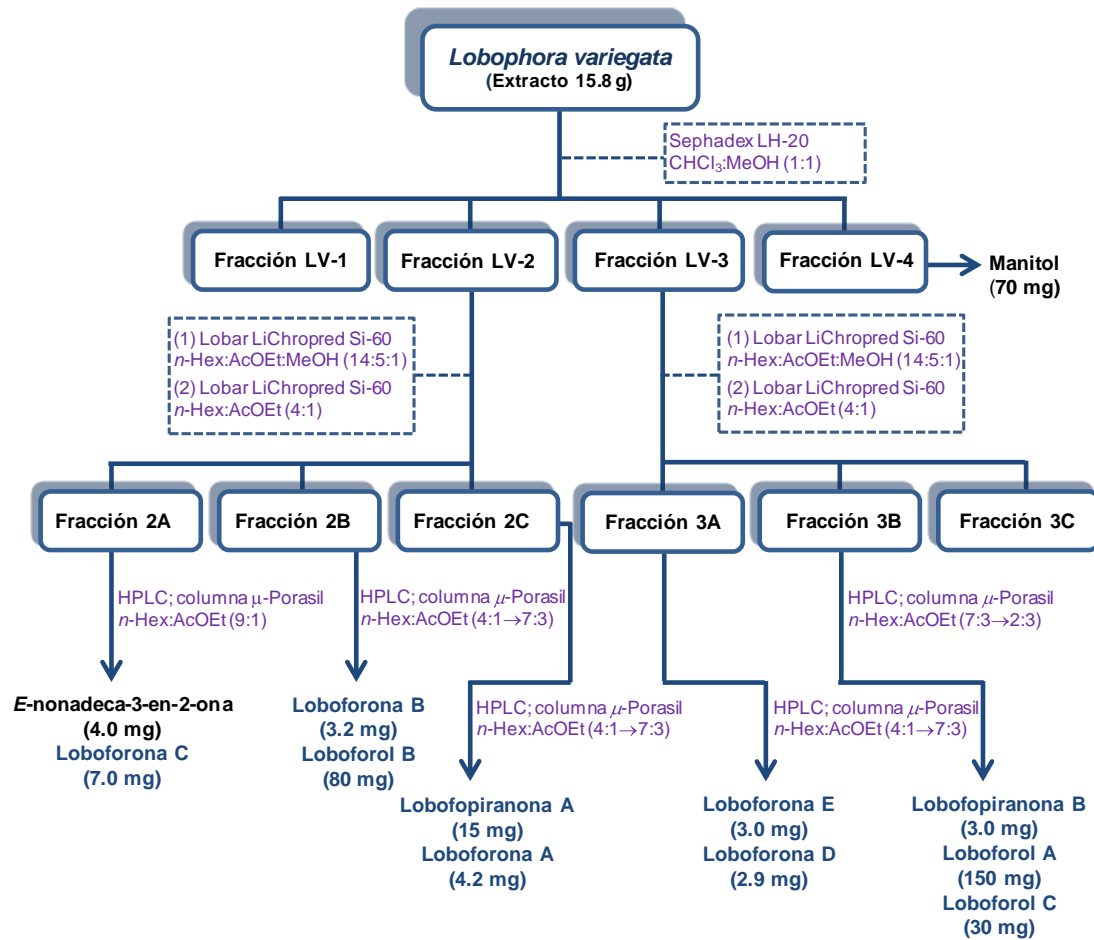 Lobophora variegata
(Extracto 15.8 g)
Sephadex LH-20
CHCl₃:MeOH (1:1)
Fracción LV-1
Fracción LV-2
Fracción LV-3
Fracción LV-4
Manitol
(70 mg)
(1) Lobar LiChropred Si-60
n-Hex:AcOEt:MeOH (14:5:1)
(2) Lobar LiChropred Si-60
n-Hex:AcOEt (4:1)
(1) Lobar LiChropred Si-60
n-Hex:AcOEt:MeOH (14:5:1)
(2) Lobar LiChropred Si-60
n-Hex:AcOEt (4:1)
Fracción 2A
Fracción 2B
Fracción 2C
Fracción 3A
Fracción 3B
Fracción 3C
HPLC; columna μ-Porasil
n-Hex:AcOEt (9:1)
HPLC; columna μ-Porasil
n-Hex:AcOEt (4:1→7:3)
HPLC; columna μ-Porasil
n-Hex:AcOEt (7:3→2:3)
E-nonadeca-3-en-2-ona
(4.0 mg)
Loboforona C
(7.0 mg)
Loboforona B
(3.2 mg)
Loboforol B
(80 mg)
HPLC; columna μ-Porasil
n-Hex:AcOEt (4:1→7:3)
HPLC; columna μ-Porasil
n-Hex:AcOEt (4:1→7:3)
Lobofopiranona A
(15 mg)
Loboforona A
(4.2 mg)
Loboforona E
(3.0 mg)
Loboforona D
(2.9 mg)
Lobofopiranona B
(3.0 mg)
Loboforol A
(150 mg)
Loboforol C
(30 mg)